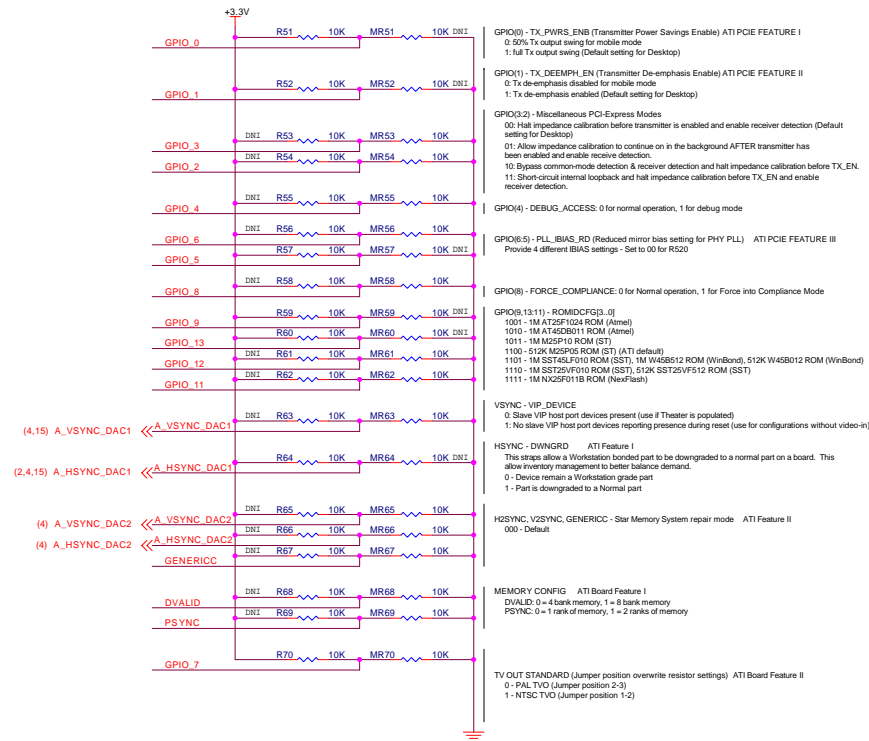 +3.3V
R51 10K MR51 10K DNI
GPIO_0
GPIO(0) - TX_PWRS_ENB (Transmitter Power Savings Enable) ATI PCIE FEATURE I
0: 50% Tx output swing for mobile mode
1: full Tx output swing (Default setting for Desktop)
R52 10K MR52 10K DNI
GPIO_1
GPIO(1) - TX_DEEMPH_EN (Transmitter De-emphasis Enable) ATI PCIE FEATURE II
0: Tx de-emphasis disabled for mobile mode
1: Tx de-emphasis enabled (Default setting for Desktop)
DNI R53 10K MR53 10K
GPIO_3
R54 10K MR54 10K
DNI
GPIO_2
GPIO(3:2) - Miscellaneous PCI-Express Modes
00: Halt impedance calibration before transmitter is enabled and enable receiver detection (Default
setting for Desktop)
01: Allow impedance calibration to continue on in the background AFTER transmitter has
been enabled and enable receive detection.
10: Bypass common-mode detection & receiver detection and halt impedance calibration before TX_EN.
11: Short-circuit internal loopback and halt impedance calibration before TX_EN and enable
receiver detection.
DNI R55 10K MR55 10K
GPIO_4
GPIO(4) - DEBUG_ACCESS: 0 for normal operation, 1 for debug mode
DNI R56 10K MR56 10K
GPIO_6
DNI R57 10K MR57 10K
GPIO_5
GPIO(6:5) - PLL_IBIAS_RD (Reduced mirror bias setting for PHY PLL) ATI PCIE FEATURE III
Provide 4 different IBIAS settings - Set to 00 for R520
DNI R58 10K MR58 10K
GPIO_8
GPIO(8) - FORCE_COMPLIANCE: 0 for Normal operation, 1 for Force into Compliance Mode
R59 10K MR59 10K DNI
GPIO_9
R60 10K MR60 10K DNI
GPIO_13
DNI R61 10K MR61 10K
GPIO_12
DNI R62 10K MR62 10K
GPIO_11
GPIO(9,13:11) - ROMIDCFG[3..0]
1001 - 1M AT25F1024 ROM (Atmel)
1010 - 1M AT45DB011 ROM (Atmel)
1011 - 1M M25P10 ROM (ST)
1100 - 512K M25P05 ROM (ST) (ATI default)
1101 - 1M SST45LF010 ROM (SST), 1M W45B512 ROM (WinBond), 512K W45B012 ROM (WinBond)
1110 - 1M SST25VF010 ROM (SST), 512K SST25VF512 ROM (SST)
1111 - 1M NX25F011B ROM (NexFlash)
DNI R63 10K MR63 10K
(4,15) A_VSYNC_DAC1 A_VSYNC_DAC1
VSYNC - VIP_DEVICE
0: Slave VIP host port devices present (use if Theater is populated)
1: No slave VIP host port devices reporting presence during reset (use for configurations without video-in)
R64 10K MR64 10K DNI
(2,4,15) A_HSYNC_DAC1 A_HSYNC_DAC1
HSYNC - DWNGRD ATI Feature I
This straps allow a Workstation bonded part to be downgraded to a normal part on a board. This
allow inventory management to better balance demand.
0 - Device remain a Workstation grade part
1 - Part is downgraded to a Normal part
DNI R65 10K MR65 10K
(4) A_VSYNC_DAC2 A_VSYNC_DAC2
DNI R66 10K MR66 10K
(4) A_HSYNC_DAC2 A_HSYNC_DAC2
DNI R67 10K MR67 10K
GENERICC
H2SYNC, V2SYNC, GENERICC - Star Memory System repair mode ATI Feature II
000 - Default
DNI R68 10K MR68 10K
DVALID
DNI R69 10K MR69 10K
PSYNC
MEMORY CONFIG ATI Board Feature I
DVALID: 0 = 4 bank memory, 1 = 8 bank memory
PSYNC: 0 = 1 rank of memory, 1 = 2 ranks of memory
R70 10K MR70 10K
GPIO_7
TV OUT STANDARD (Jumper position overwrite resistor settings) ATI Board Feature II
0 - PAL TVO (Jumper position 2-3)
1 - NTSC TVO (Jumper position 1-2)